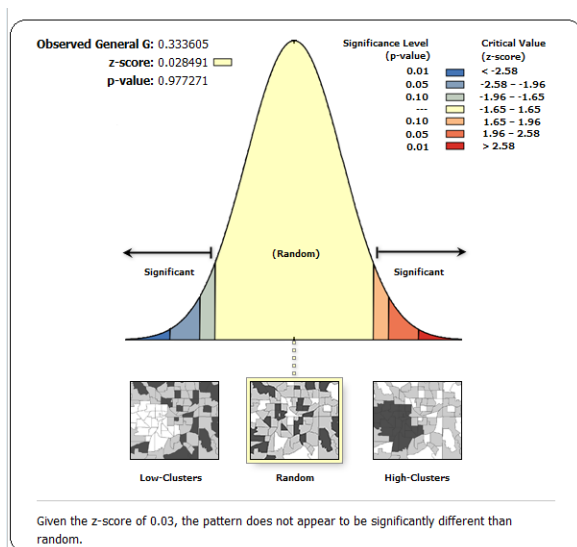 Observed General G: 0.333605
z-score: 0.028491
p-value: 0.977271
Significance Level Critical Value
(p-value) (z-score)
0.01 < -2.58
0.05 -2.58 – -1.96
0.10 -1.96 – -1.65
--- -1.65 – 1.65
0.10 1.65 – 1.96
0.05 1.96 – 2.58
0.01 > 2.58
(Random)
Significant Significant
Low-Clusters Random High-Clusters
Given the z-score of 0.03, the pattern does not appear to be significantly different than
random.